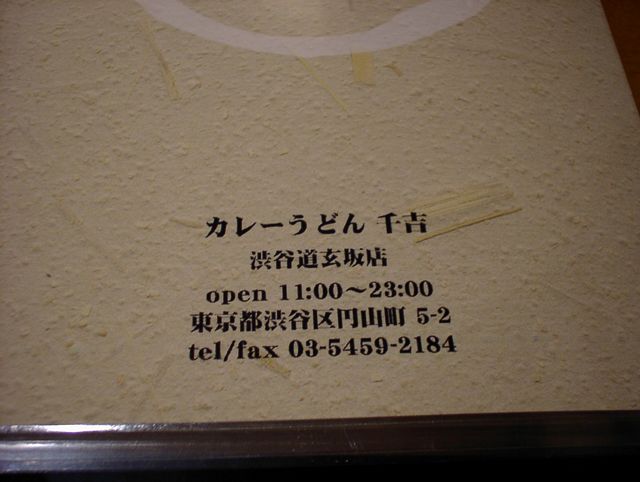 カレーうどん 千吉
渋谷道玄坂店
open 11:00〜23:00
東京都渋谷区円山町 5-2
tel/fax 03-5459-2184